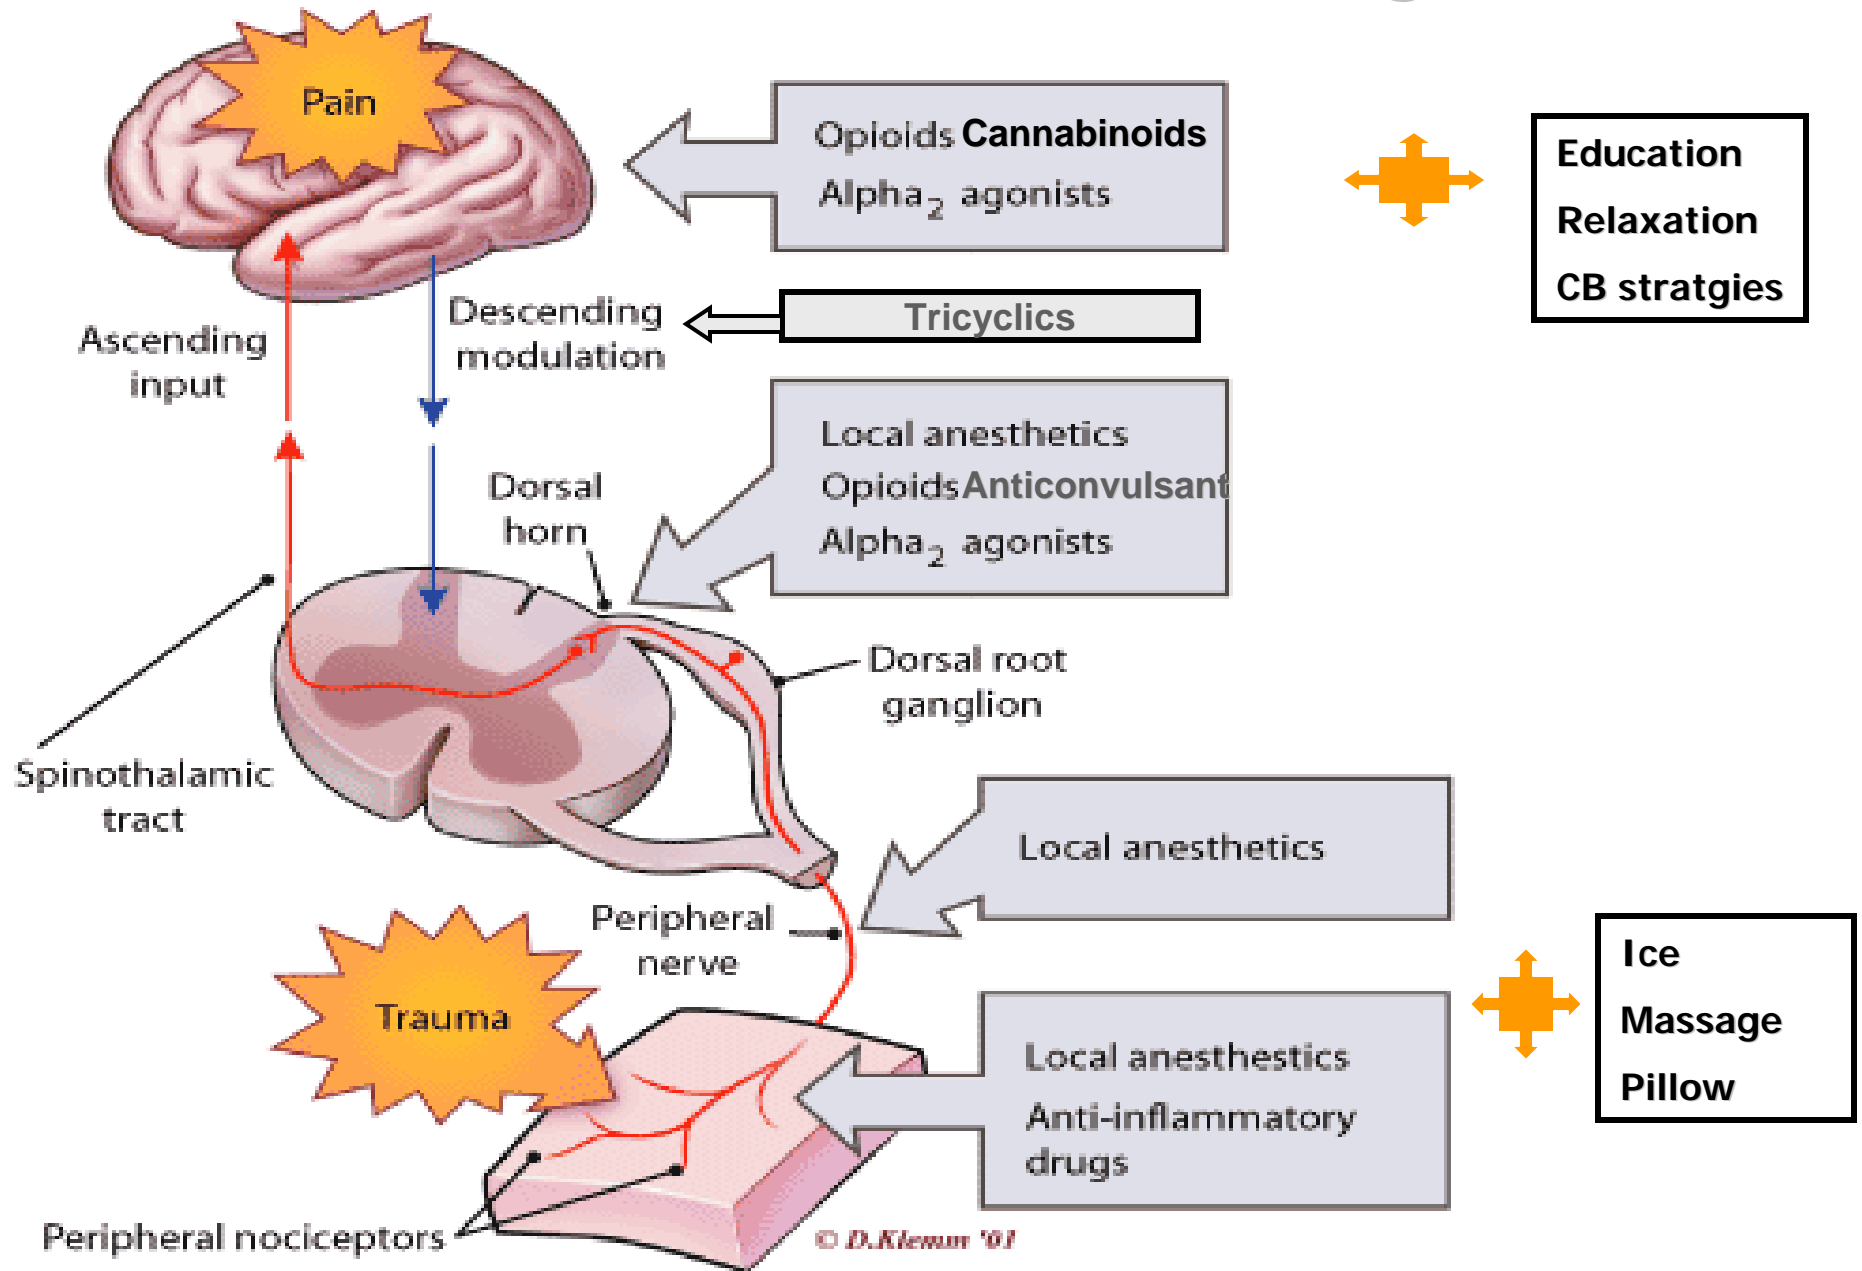 Pain
Opioids Cannabinoids
Alpha2 agonists
Education
Relaxation
CB stratgies
Ascending
input
Descending
modulation
Tricyclics
Local anesthetics
Opioids Anticonvulsant
Alpha2 agonists
Dorsal
horn
Dorsal root
ganglion
Spinothalamic
tract
Local anesthetics
Peripheral
nerve
Trauma
Ice
Massage
Pillow
Local anesthestics
Anti-inflammatory
drugs
Peripheral nociceptors
© D.Klemm '01